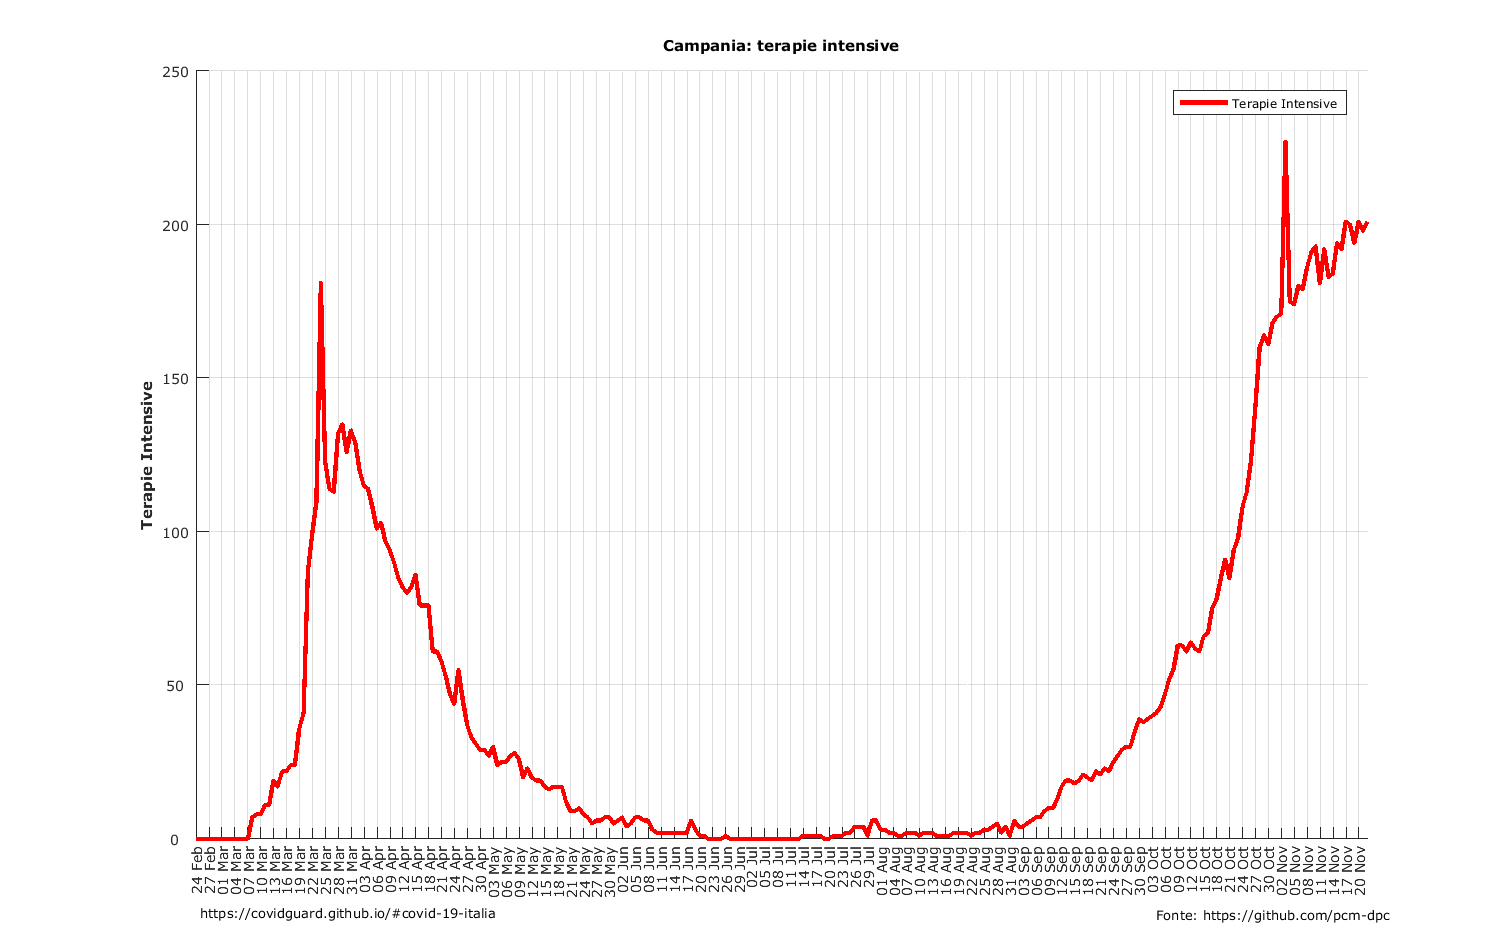 Campania: terapie intensive
Terapie Intensive
250
200
150
100
50
0
Terapie Intensive
24 Feb
27 Feb
01 Mar
04 Mar
07 Mar
10 Mar
13 Mar
16 Mar
19 Mar
22 Mar
25 Mar
28 Mar
31 Mar
03 Apr
06 Apr
09 Apr
12 Apr
15 Apr
18 Apr
21 Apr
24 Apr
27 Apr
30 Apr
03 May
06 May
09 May
12 May
15 May
18 May
21 May
24 May
27 May
30 May
02 Jun
05 Jun
08 Jun
11 Jun
14 Jun
17 Jun
20 Jun
23 Jun
26 Jun
29 Jun
02 Jul
05 Jul
08 Jul
11 Jul
14 Jul
17 Jul
20 Jul
23 Jul
26 Jul
29 Jul
01 Aug
04 Aug
07 Aug
10 Aug
13 Aug
16 Aug
19 Aug
22 Aug
25 Aug
28 Aug
31 Aug
03 Sep
06 Sep
09 Sep
12 Sep
15 Sep
18 Sep
21 Sep
24 Sep
27 Sep
30 Sep
03 Oct
06 Oct
09 Oct
12 Oct
15 Oct
18 Oct
21 Oct
24 Oct
27 Oct
30 Oct
02 Nov
05 Nov
08 Nov
11 Nov
14 Nov
17 Nov
20 Nov
https://covidguard.github.io/#covid-19-italia
Fonte: https://github.com/pcm-dpc